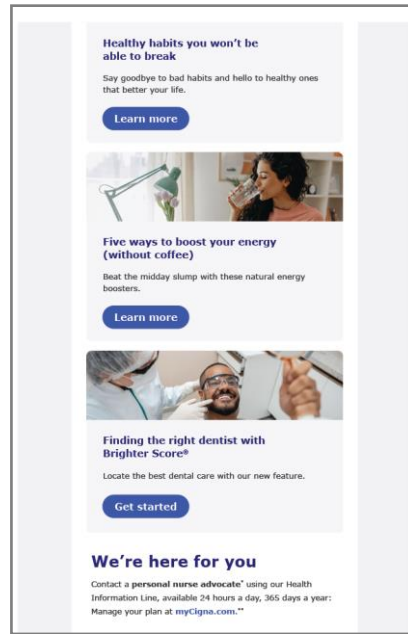 Healthy habits you won’t be
able to break
Say goodbye to bad habits and hello to healthy ones
that better your life.
Learn more
Five ways to boost your energy
(without coffee)
Beat the midday slump with these natural energy
boosters.
Learn more
Finding the right dentist with
Brighter Score®
Locate the best dental care with our new feature.
Get started
We’re here for you
Contact a personal nurse advocate* using our Health
Information Line, available 24 hours a day, 365 days a year:
Manage your plan at myCigna.com.**